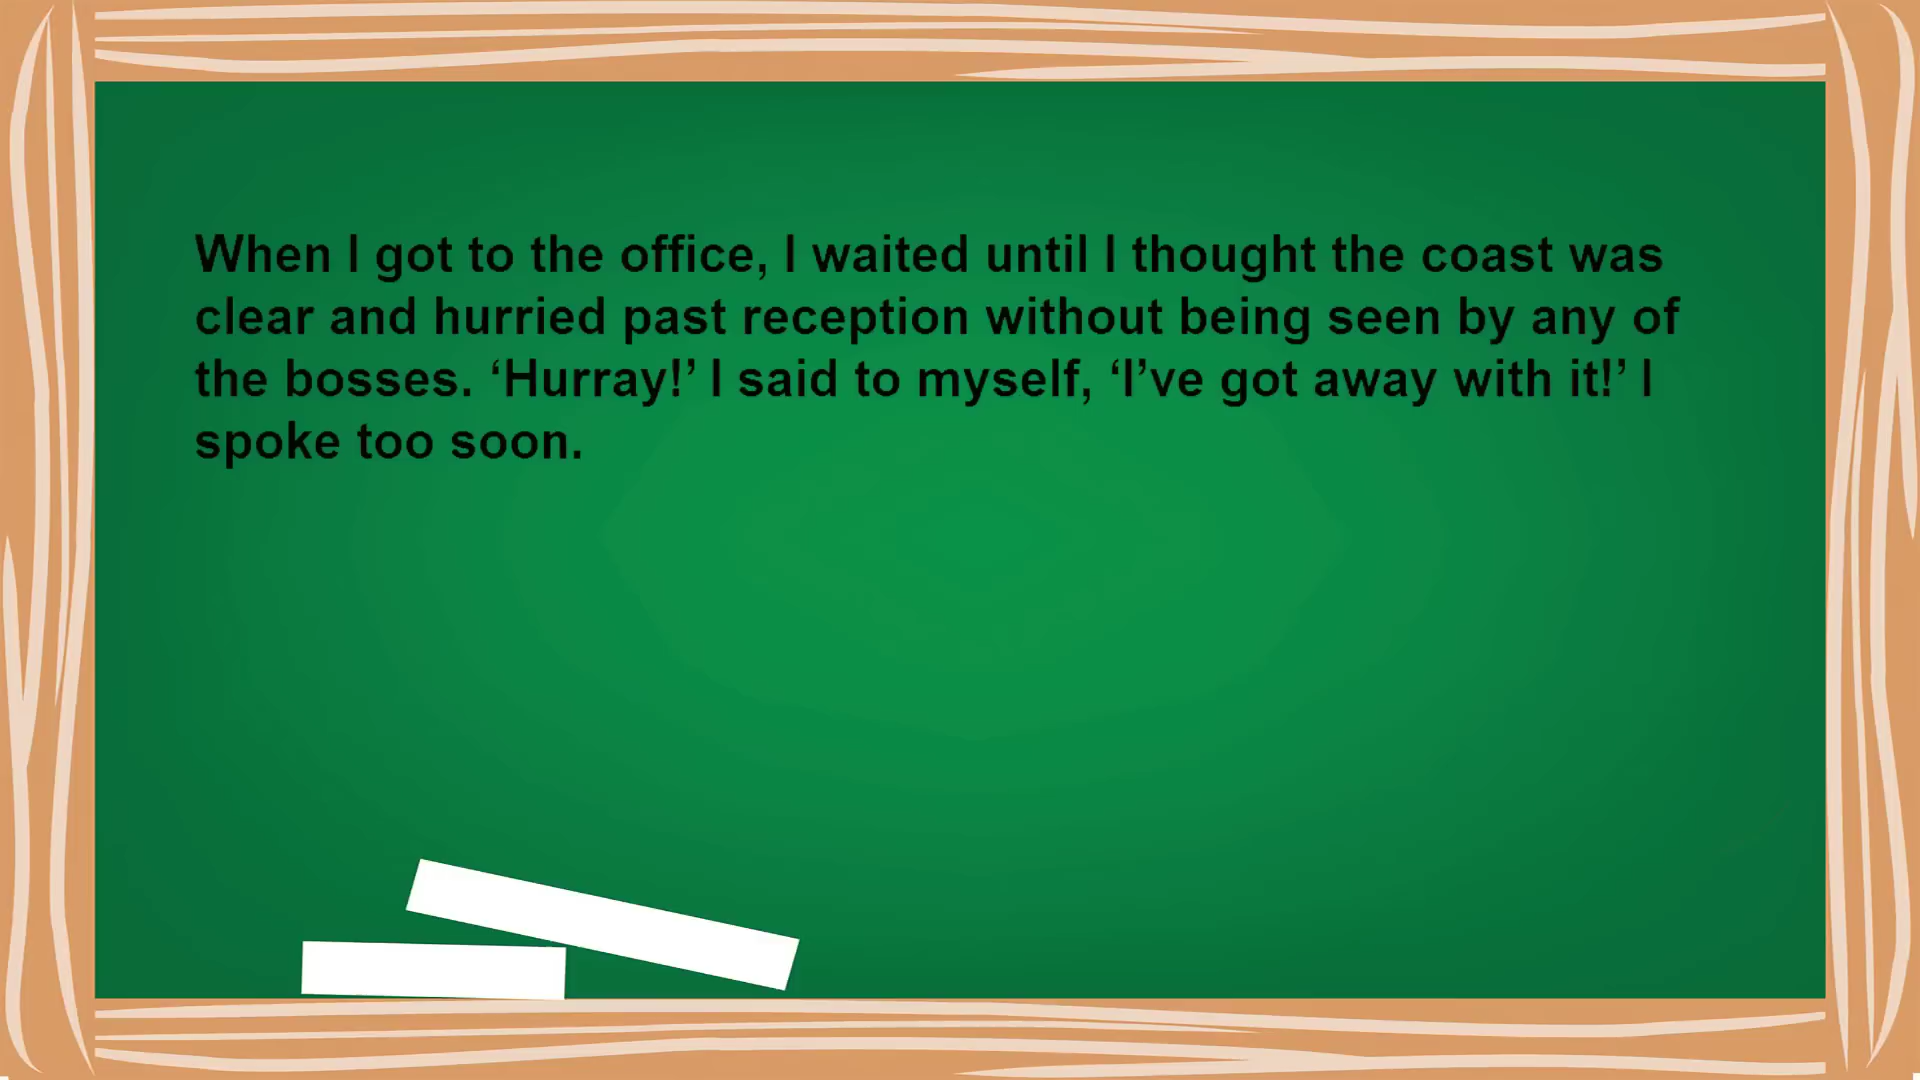 When I got to the office, I waited until I thought the coast was
clear and hurried past reception without being seen by any of
the bosses. ‘Hurray!’ I said to myself, ‘I’ve got away with it!’ I
spoke too soon.